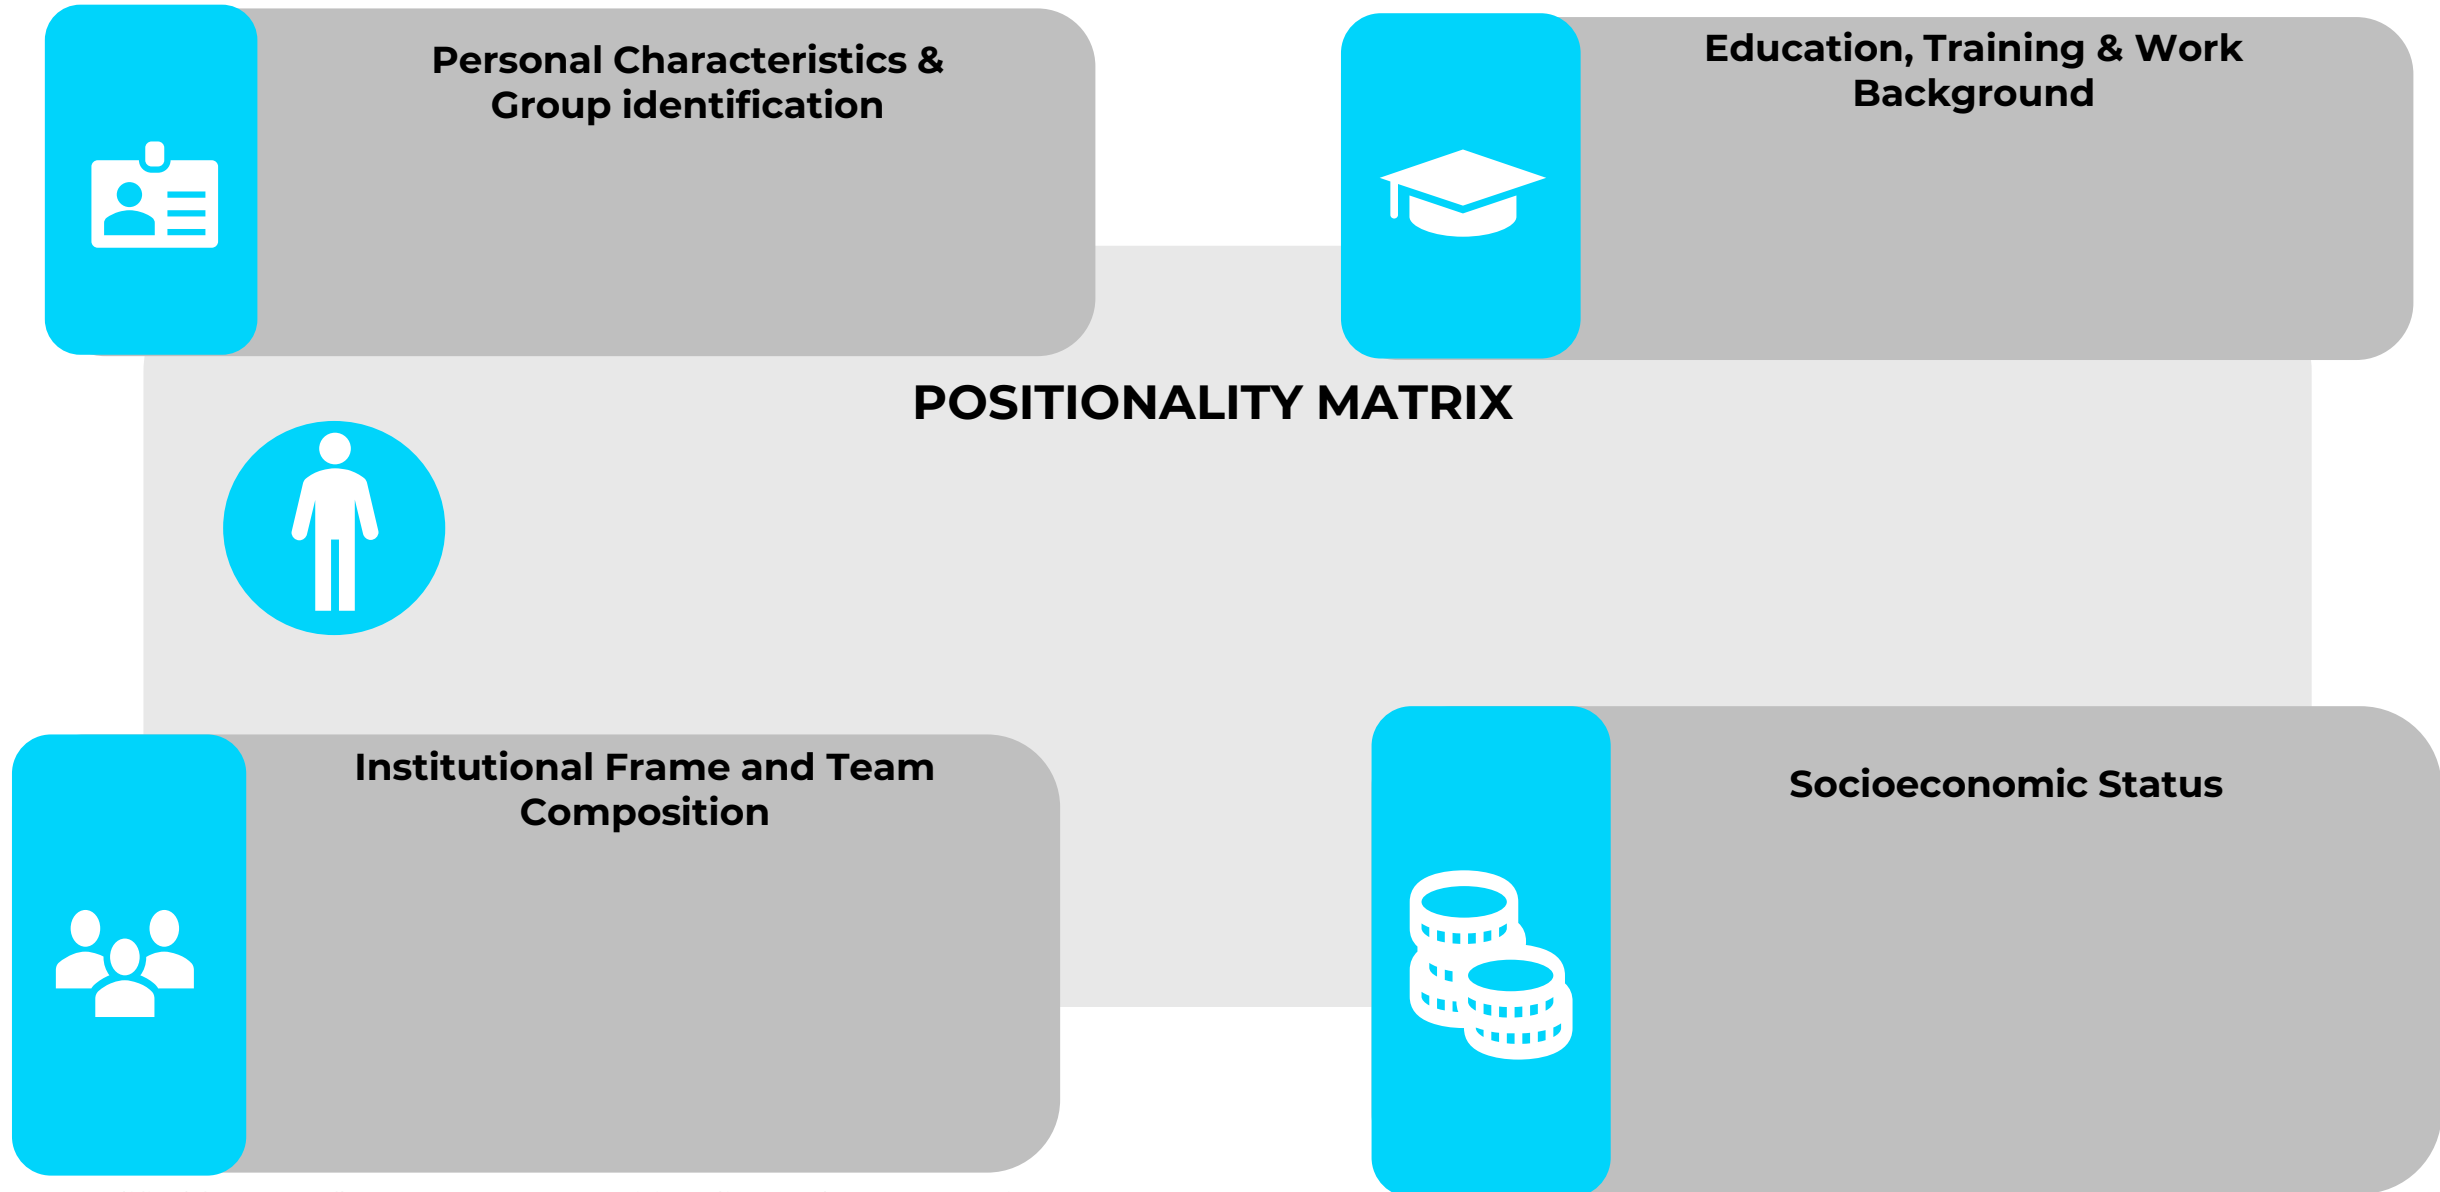 Personal Characteristics &
Group identification
Education, Training & Work
Background
POSITIONALITY MATRIX
Institutional Frame and Team
Composition
Socioeconomic Status